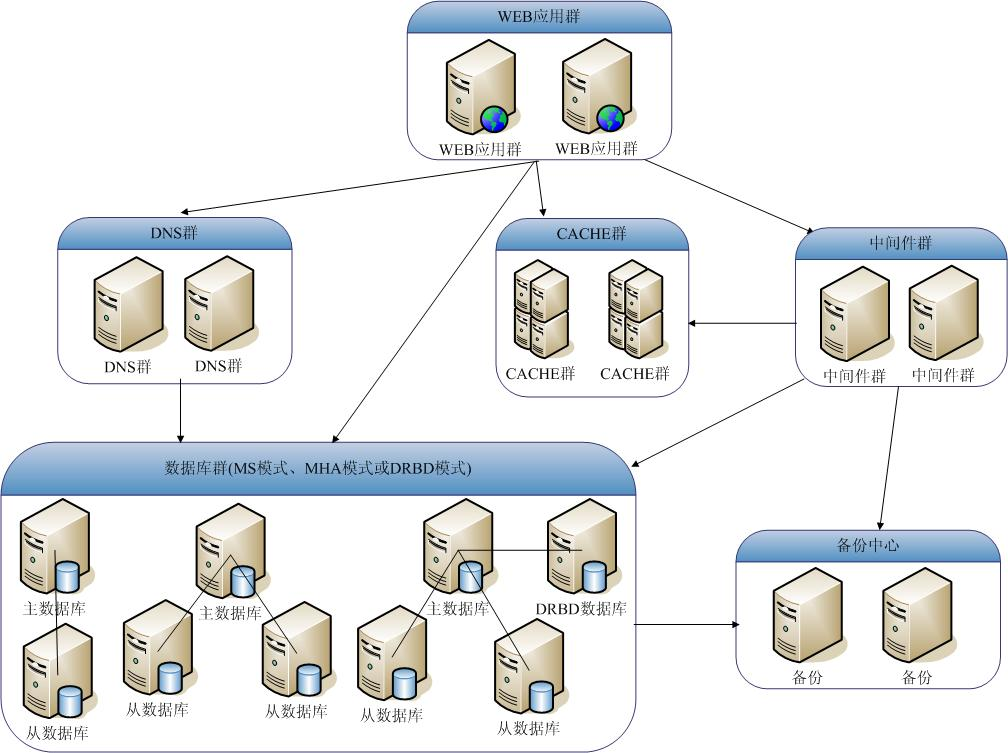 WEB应用群
WEB应用群
WEB应用群
DNS群
DNS群
DNS群
CACHE群
CACHE群
CACHE群
中间件群
中间件群
中间件群
数据库群(MS模式、MHA模式或DRBD模式)
主数据库
主数据库
主数据库
DRBD数据库
从数据库
从数据库
从数据库
从数据库
从数据库
备份中心
备份
备份